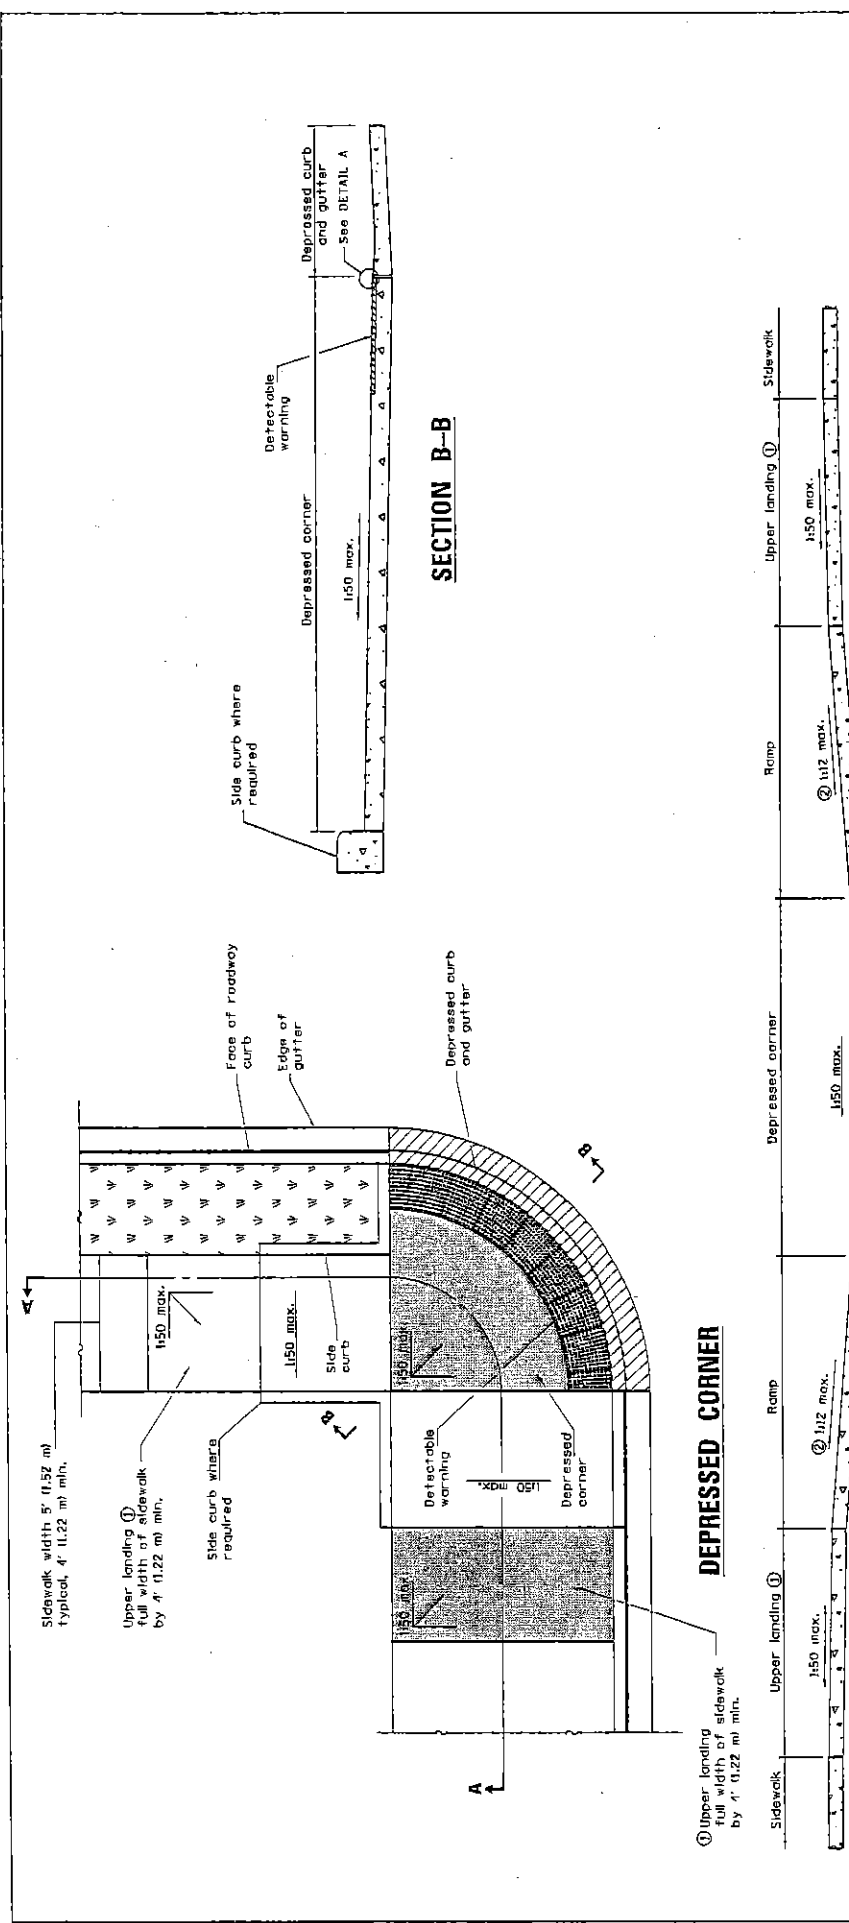 Sidewalk width 5' (1.52 m)
typical, 4' (1.22 m) min.
Upper landing ①
full width of sidewalk
by 4' (1.22 m) min.
Side curb where
required
A
1:50 max.
1:50 max.
Side
curb
Face of roadway
curb
Edge of
gutter
B
1:50 max.
Detectable
warning
1:50 max.
Depressed
corner
Depressed curb
and gutter
B
1:50 max.
A
① Upper landing
full width of sidewalk
by 4' (1.22 m) min.
DEPRESSED CORNER
Side curb where
required
Depressed corner
1:50 max.
Detectable
warning
Depressed curb
and gutter
See DETAIL A
SECTION B-B
Sidewalk
Upper landing ①
Ramp
Depressed corner
Ramp
Upper landing ①
Sidewalk
1:50 max.
② 1:12 max.
1:50 max.
② 1:12 max.
1:50 max.